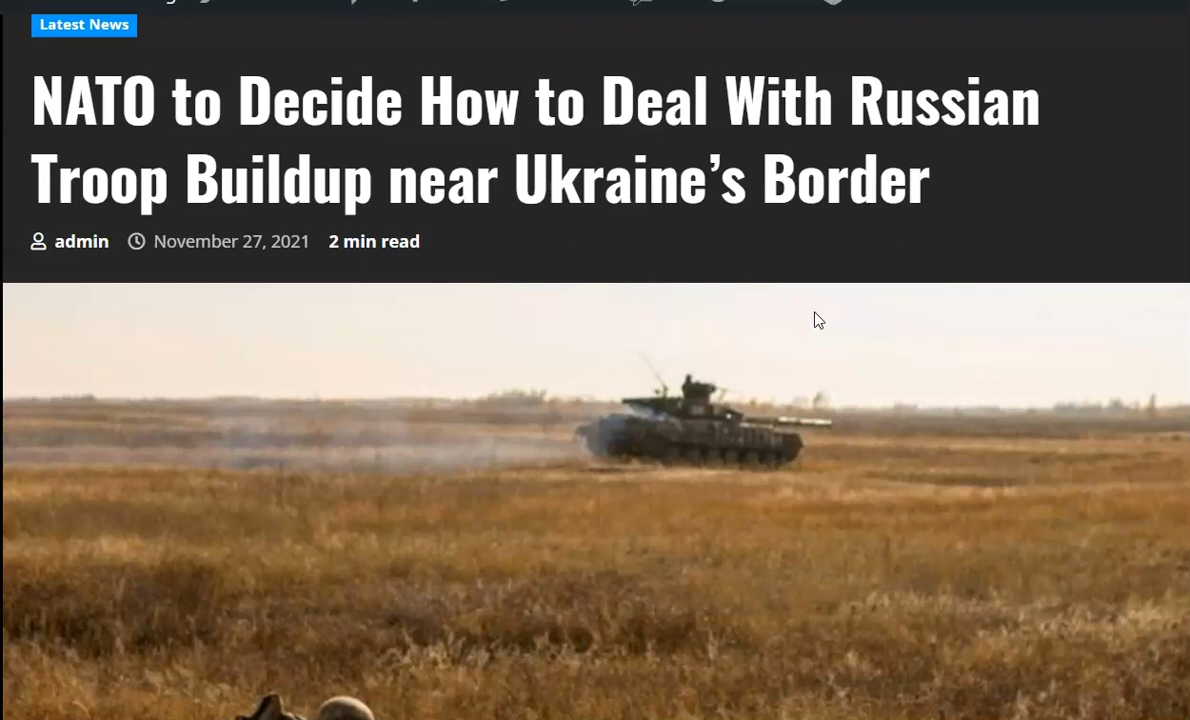 Latest News
NATO to Decide How to Deal With Russian
Troop Buildup near Ukraine’s Border
admin November 27, 2021 2 min read